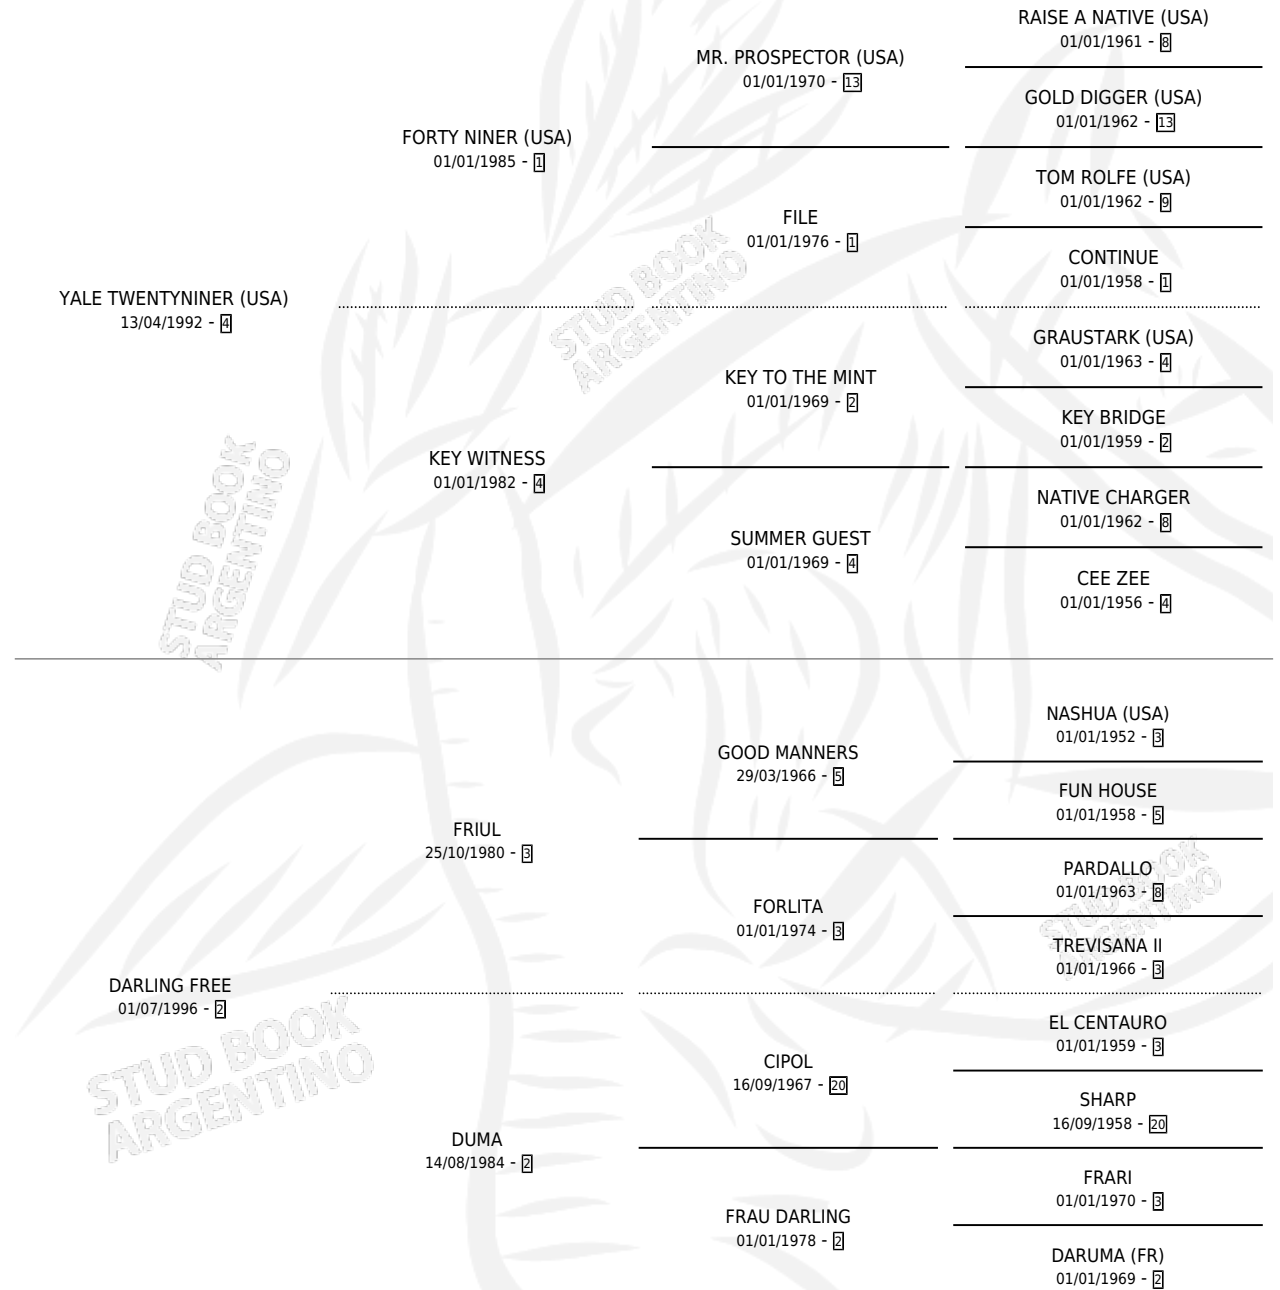 RAISE A NATIVE (USA)
01/01/1961 - 8
MR. PROSPECTOR (USA)
01/01/1970 - 13
GOLD DIGGER (USA)
01/01/1962 - 13
FORTY NINER (USA)
01/01/1985 - 1
TOM ROLFE (USA)
01/01/1962 - 9
FILE
01/01/1976 - 1
CONTINUE
01/01/1958 - 1
YALE TWENTYNINER (USA)
13/04/1992 - 4
GRAUSTARK (USA)
01/01/1963 - 4
KEY TO THE MINT
01/01/1969 - 2
KEY BRIDGE
01/01/1959 - 2
KEY WITNESS
01/01/1982 - 4
NATIVE CHARGER
01/01/1962 - 8
SUMMER GUEST
01/01/1969 - 4
CEE ZEE
01/01/1956 - 4
NASHUA (USA)
01/01/1952 - 3
GOOD MANNERS
29/03/1966 - 5
FUN HOUSE
01/01/1958 - 5
FRIUL
25/10/1980 - 3
PARDALLO
01/01/1963 - 8
FORLITA
01/01/1974 - 3
TREVISANA II
01/01/1966 - 3
DARLING FREE
01/07/1996 - 2
EL CENTAURO
01/01/1959 - 3
CIPOL
16/09/1967 - 20
SHARP
16/09/1958 - 20
DUMA
14/08/1984 - 2
FRARI
01/01/1970 - 3
FRAU DARLING
01/01/1978 - 2
DARUMA (FR)
01/01/1969 - 2
STUD BOOK
ARGENTINO
STUD BOOK
ARGENTINO
STUD BOOK
ARGENTINO
STUD BOOK
ARGENTINO